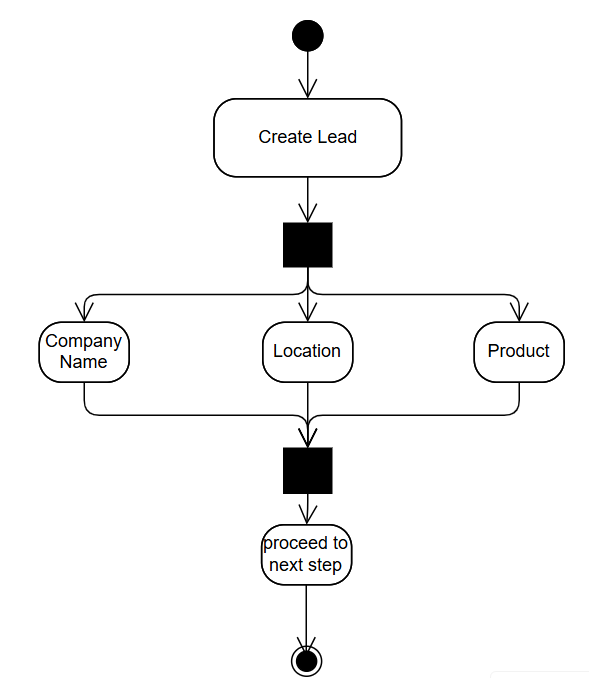 Create Lead
Company
Name
Location
Product
proceed to
next step